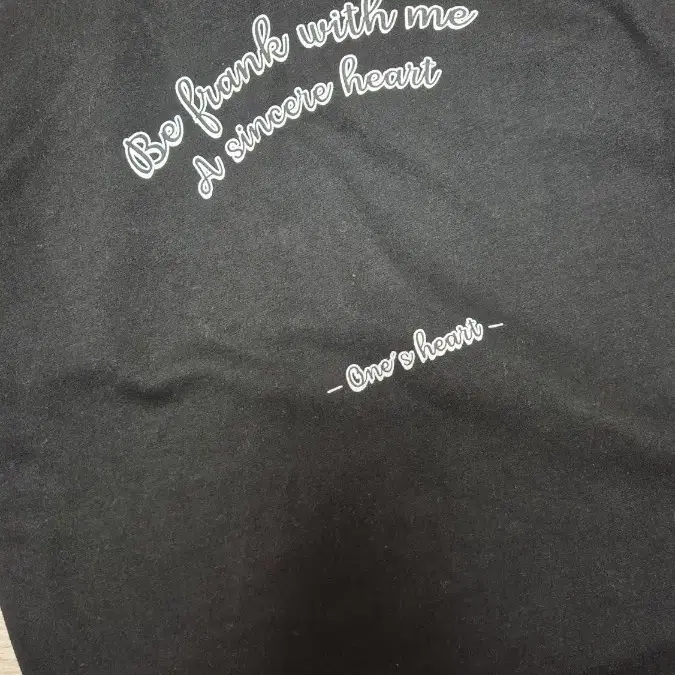 Be frank with me
A sincere heart
– One's heart –